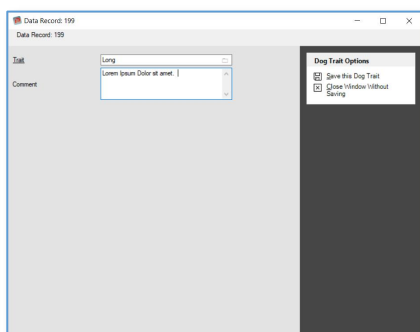 Data Record: 199
Data Record: 199
Trait
Long
Comment
Lorem Ipsum Dolor sit amet.
Dog Trait Options
Save this Dog Trait
Close Window Without
Saving